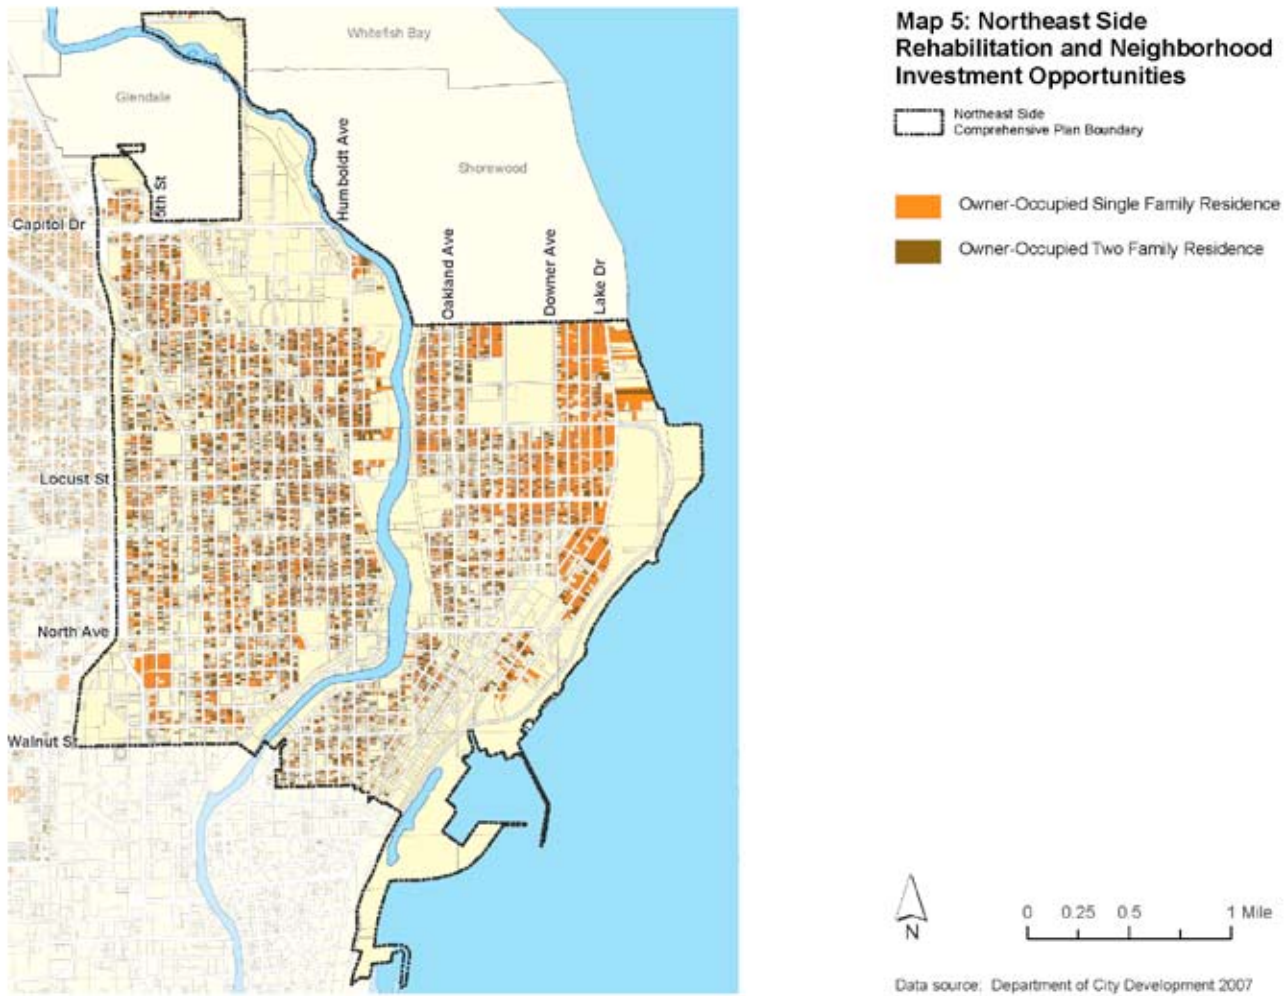 Map 5: Northeast Side
Rehabilitation and Neighborhood
Investment Opportunities
Northeast Side
Comprehensive Plan Boundary
Owner-Occupied Single Family Residence
Owner-Occupied Two Family Residence
Whitefish Bay
Glendale
Shorewood
Humboldt Ave
5th St
Capitol Dr
Oakland Ave
Downer Ave
Lake Dr
Locust St
North Ave
Walnut St
N
0 0.25 0.5 1 Mile
Data source: Department of City Development 2007